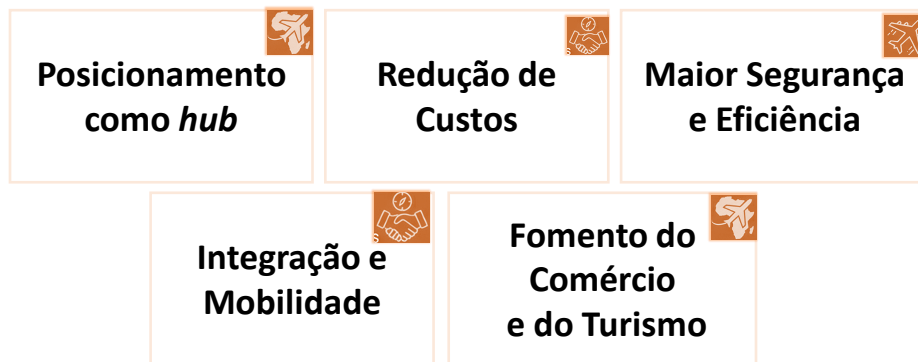 Posicionamento
como hub
Redução de
Custos
s
Maior Segurança
e Eficiência
Integração e
Mobilidade
s
Fomento do
Comércio
e do Turismo